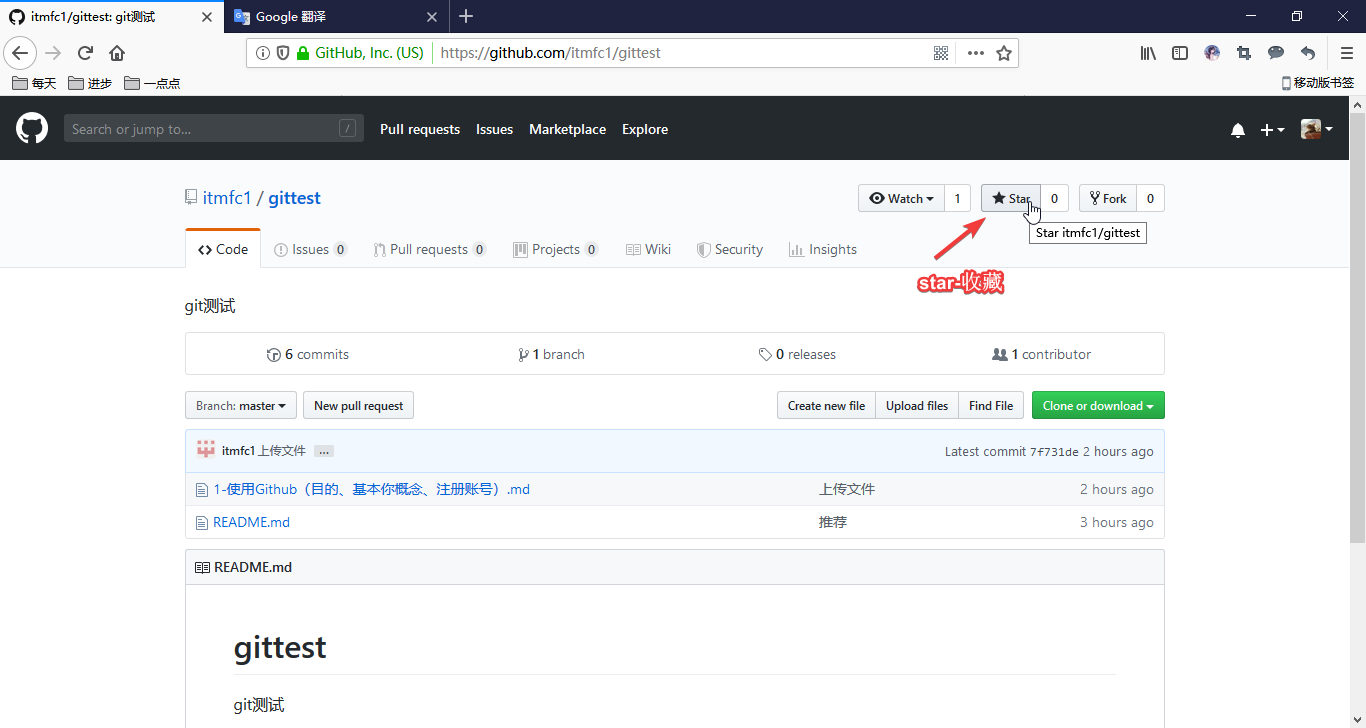 itmfc1/gittest: git测试
Google 翻译
GitHub, Inc. (US)
https://github.com/itmfc1/gittest
每天
进步
一点点
移动版书签
Search or jump to...
/
Pull requests
Issues
Marketplace
Explore
itmfc1 / gittest
Watch 1
Star 0
Fork 0
Star itmfc1/gittest
Code
Issues 0
Pull requests 0
Projects 0
Wiki
Security
Insights
star-收藏
git测试
6 commits
1 branch
0 releases
1 contributor
Branch: master
New pull request
Create new file
Upload files
Find File
Clone or download
itmfc1 上传文件 ...
Latest commit 7f731de 2 hours ago
1-使用Github（目的、基本你概念、注册账号）.md 上传文件 2 hours ago
README.md 推荐 3 hours ago
README.md
gittest
git测试